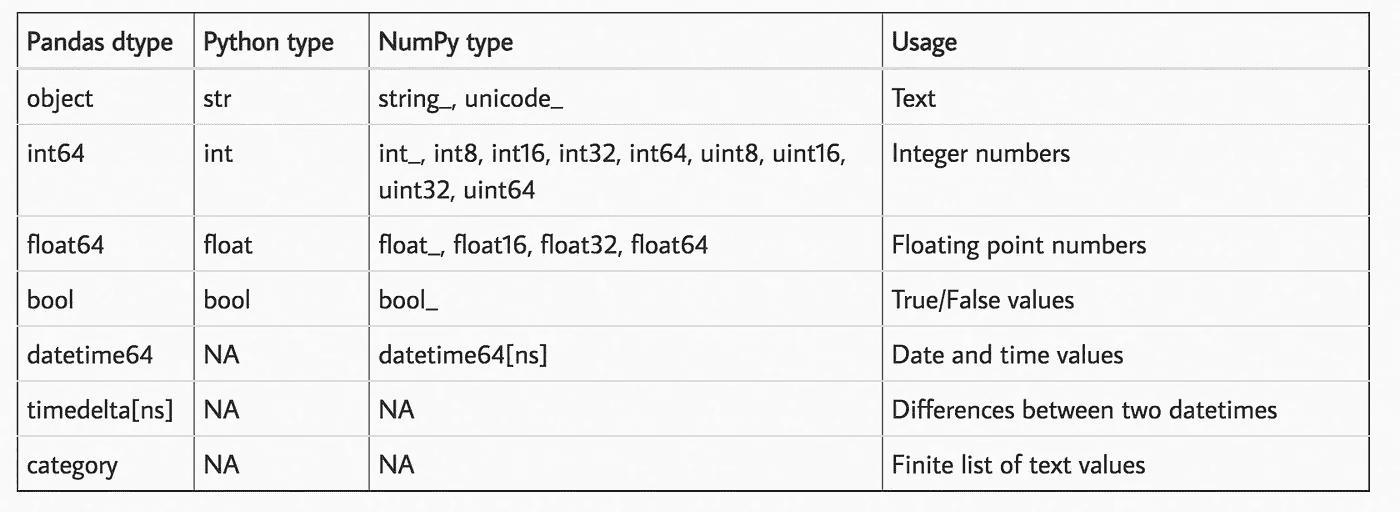 Pandas dtype Python type NumPy type Usage
object str string_, unicode_ Text
int64 int int_, int8, int16, int32, int64, uint8, uint16, Integer numbers
uint32, uint64
float64 float float_, float16, float32, float64 Floating point numbers
bool bool bool_ True/False values
datetime64 NA datetime64[ns] Date and time values
timedelta[ns] NA NA Differences between two datetimes
category NA NA Finite list of text values